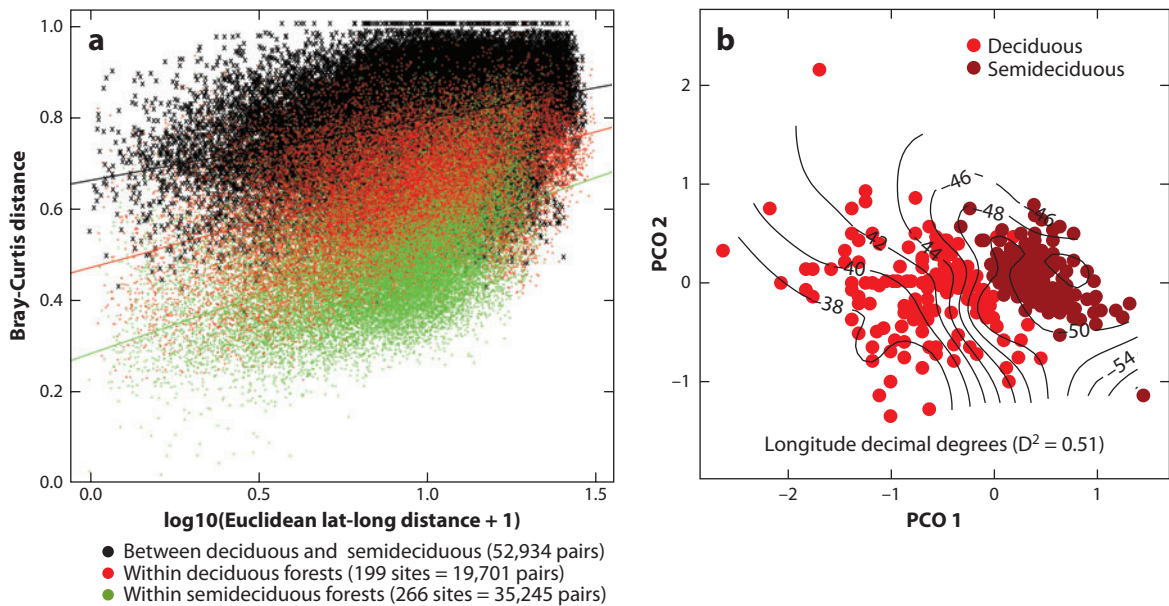 a
1.0
0.8
0.6
0.4
0.2
0.0
Bray-Curtis distance
0.0 0.5 1.0 1.5
log10(Euclidean lat-long distance + 1)
Between deciduous and semideciduous (52,934 pairs)
Within deciduous forests (199 sites = 19,701 pairs)
Within semideciduous forests (266 sites = 35,245 pairs)
b
Deciduous
Semideciduous
2
1
0
−1
PCO 2
−46
−48
−46
−42
−44
−40
−38
−50
−54
Longitude decimal degrees (D² = 0.51)
−2 −1 0 1
PCO 1